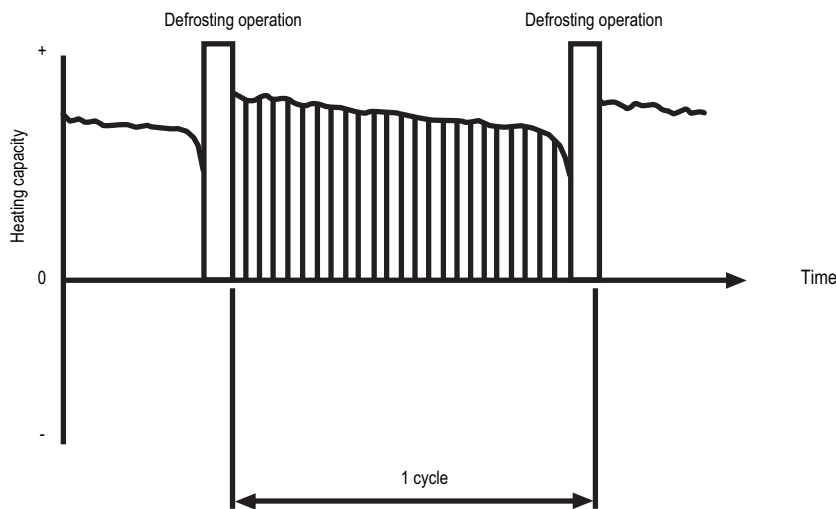 Defrosting operation
Defrosting operation
+
Heating capacity
0
Time
-
1 cycle